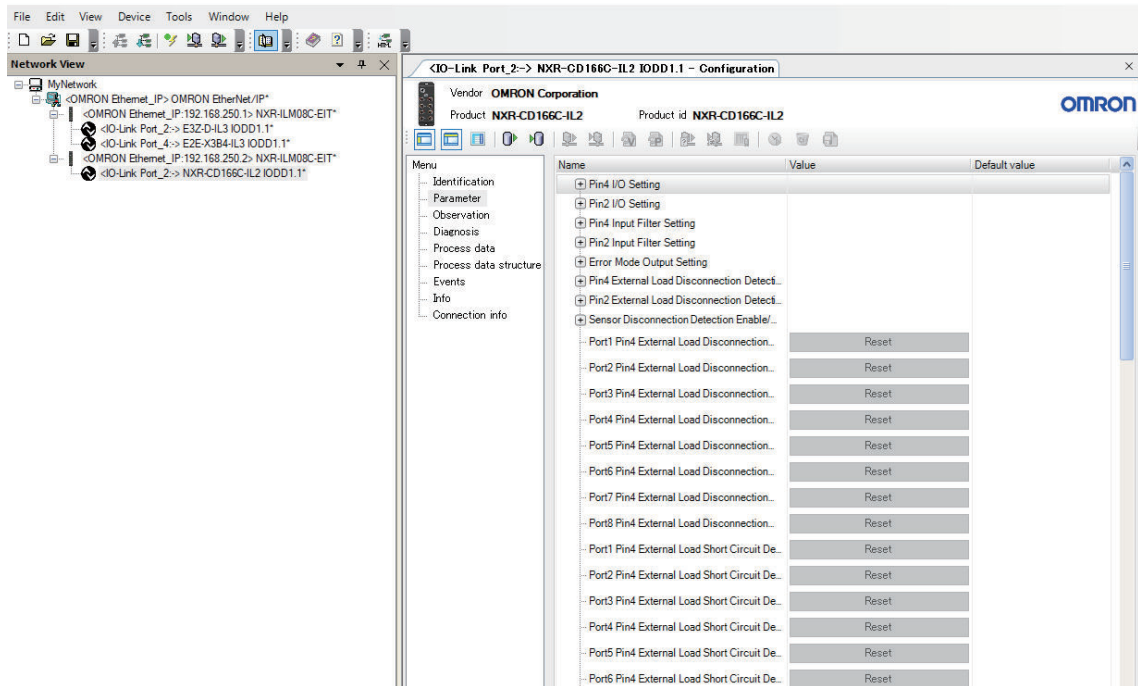 File Edit View Device Tools Window Help
Network View
MyNetwork
<OMRON Ethernet_IP> OMRON EtherNet/IP*
<OMRON Ethernet_IP:192.168.250.1> NXR-ILM08C-EIT*
<IO-Link Port_2:-> E3Z-D-IL3 IODD1.1*
<IO-Link Port_4:-> E2E-X3B4-IL3 IODD1.1*
<OMRON Ethernet_IP:192.168.250.2> NXR-ILM08C-EIT*
<IO-Link Port_2:-> NXR-CD166C-IL2 IODD1.1*
<IO-Link Port_2:-> NXR-CD166C-IL2 IODD1.1 - Configuration
Vendor OMRON Corporation
OMRON
Product NXR-CD166C-IL2 Product id NXR-CD166C-IL2
Menu
Identification
Parameter
Observation
Diagnosis
Process data
Process data structure
Events
Info
Connection info
Name Value Default value
Pin4 I/O Setting
Pin2 I/O Setting
Pin4 Input Filter Setting
Pin2 Input Filter Setting
Error Mode Output Setting
Pin4 External Load Disconnection Detecti...
Pin2 External Load Disconnection Detecti...
Sensor Disconnection Detection Enable/...
Port1 Pin4 External Load Disconnection... Reset
Port2 Pin4 External Load Disconnection... Reset
Port3 Pin4 External Load Disconnection... Reset
Port4 Pin4 External Load Disconnection... Reset
Port5 Pin4 External Load Disconnection... Reset
Port6 Pin4 External Load Disconnection... Reset
Port7 Pin4 External Load Disconnection... Reset
Port8 Pin4 External Load Disconnection... Reset
Port1 Pin4 External Load Short Circuit De... Reset
Port2 Pin4 External Load Short Circuit De... Reset
Port3 Pin4 External Load Short Circuit De... Reset
Port4 Pin4 External Load Short Circuit De... Reset
Port5 Pin4 External Load Short Circuit De... Reset
Port6 Pin4 External Load Short Circuit De... Reset